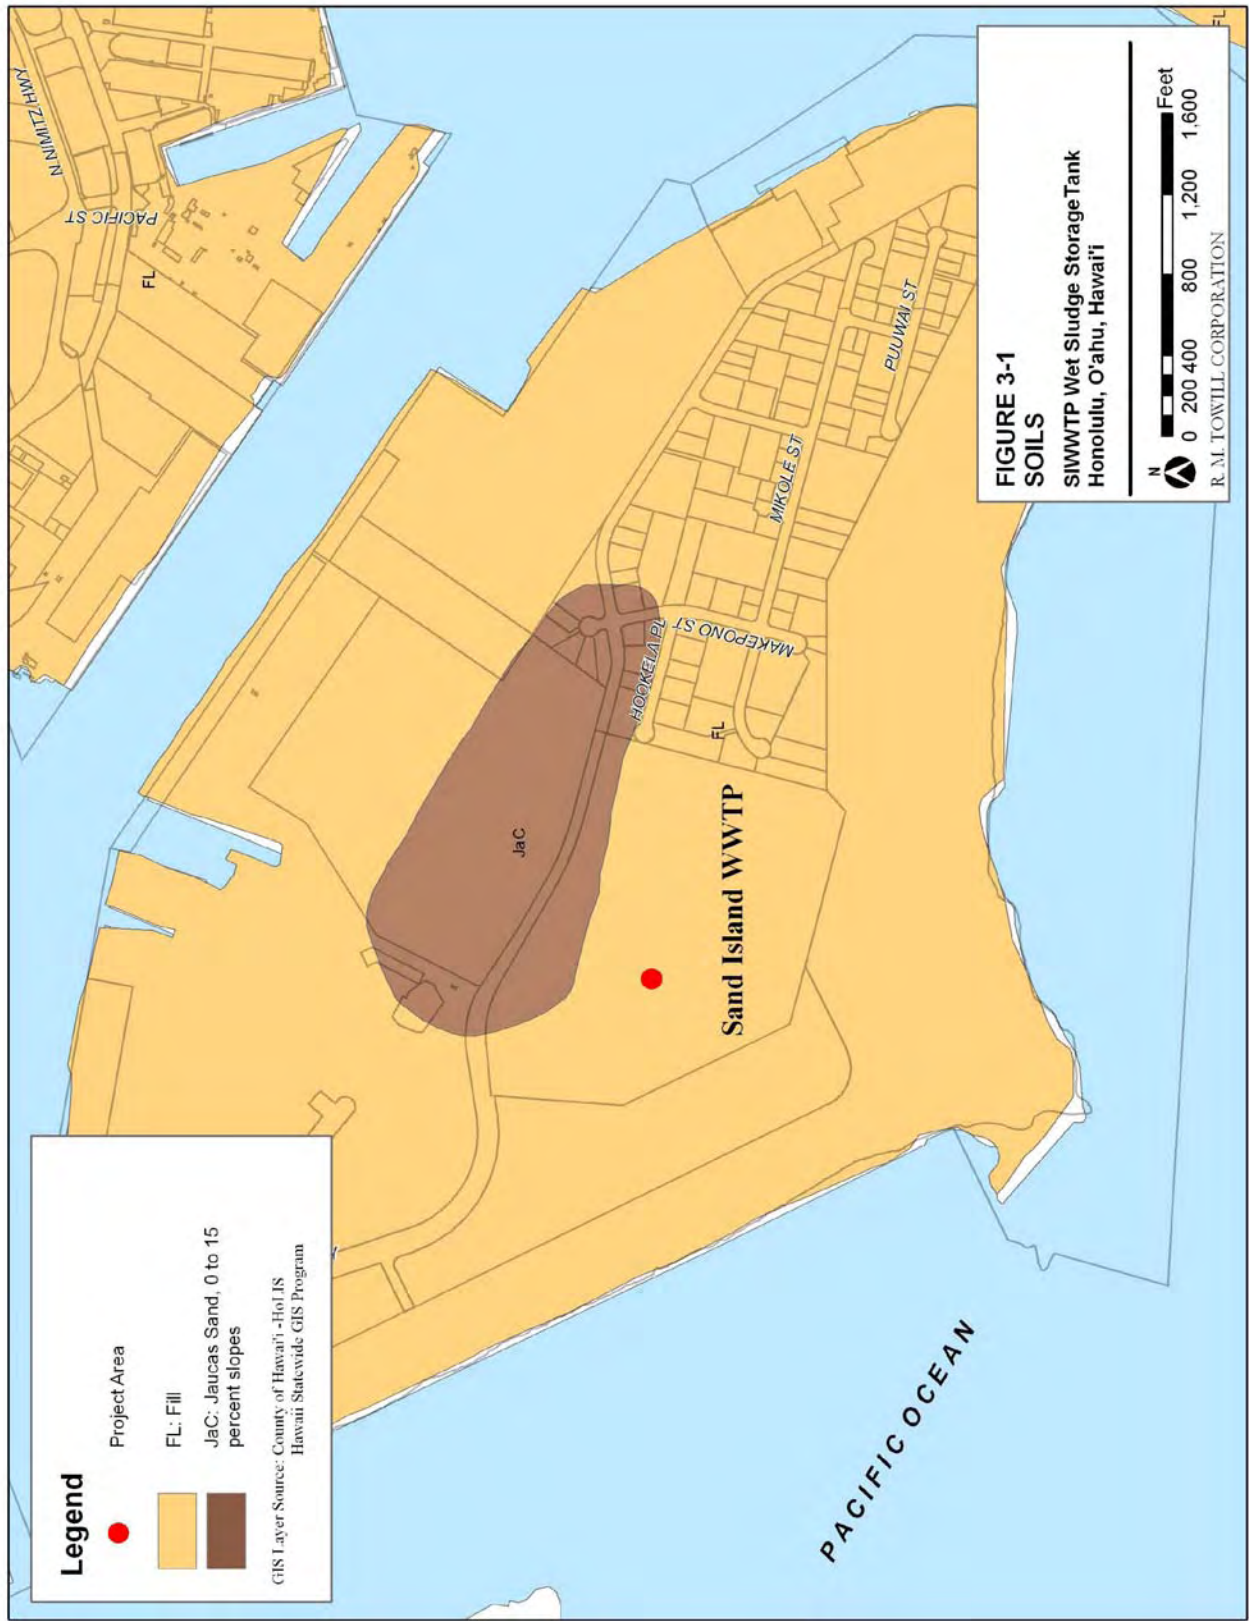 Legend
Project Area
FL: Fill
JaC: Jaucas Sand, 0 to 15
percent slopes
GIS Layer Source: County of Hawai'i -HoLIS
Hawaii Statewide GIS Program
N NIMITZ HWY
PACIFIC ST
FL
FL
JaC
HOOKELA PL
MAKEPONO ST
MIKOLE ST
PUUWAI ST
FL
Sand Island WWTP
PACIFIC OCEAN
FIGURE 3-1
SOILS
SIWWTP Wet Sludge Storage Tank
Honolulu, O'ahu, Hawai'i
N
0 200 400 800 1,200 1,600
Feet
R. M. TOWILL CORPORATION